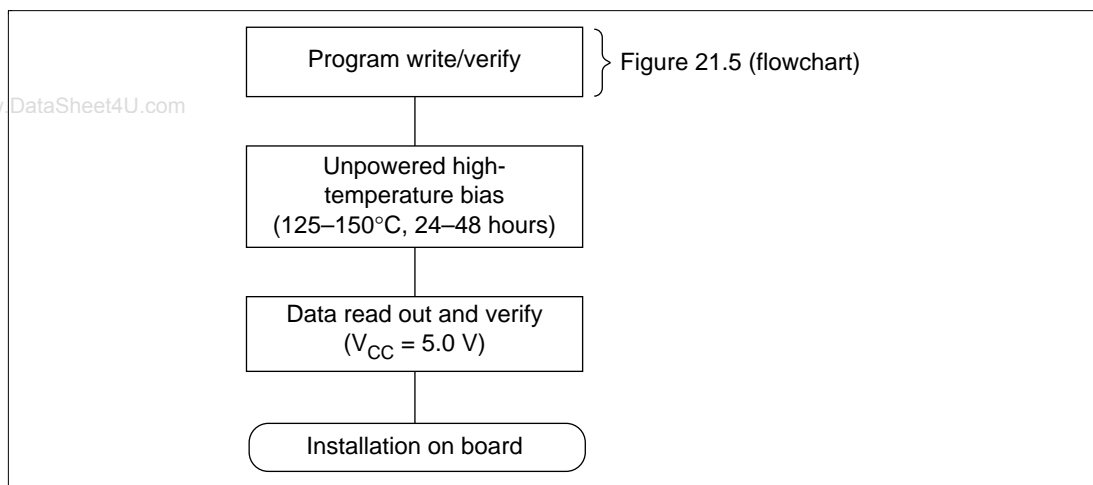 Program write/verify
Figure 21.5 (flowchart)
.DataSheet4U.com
Unpowered high-
temperature bias
(125–150°C, 24–48 hours)
Data read out and verify
(VCC = 5.0 V)
Installation on board